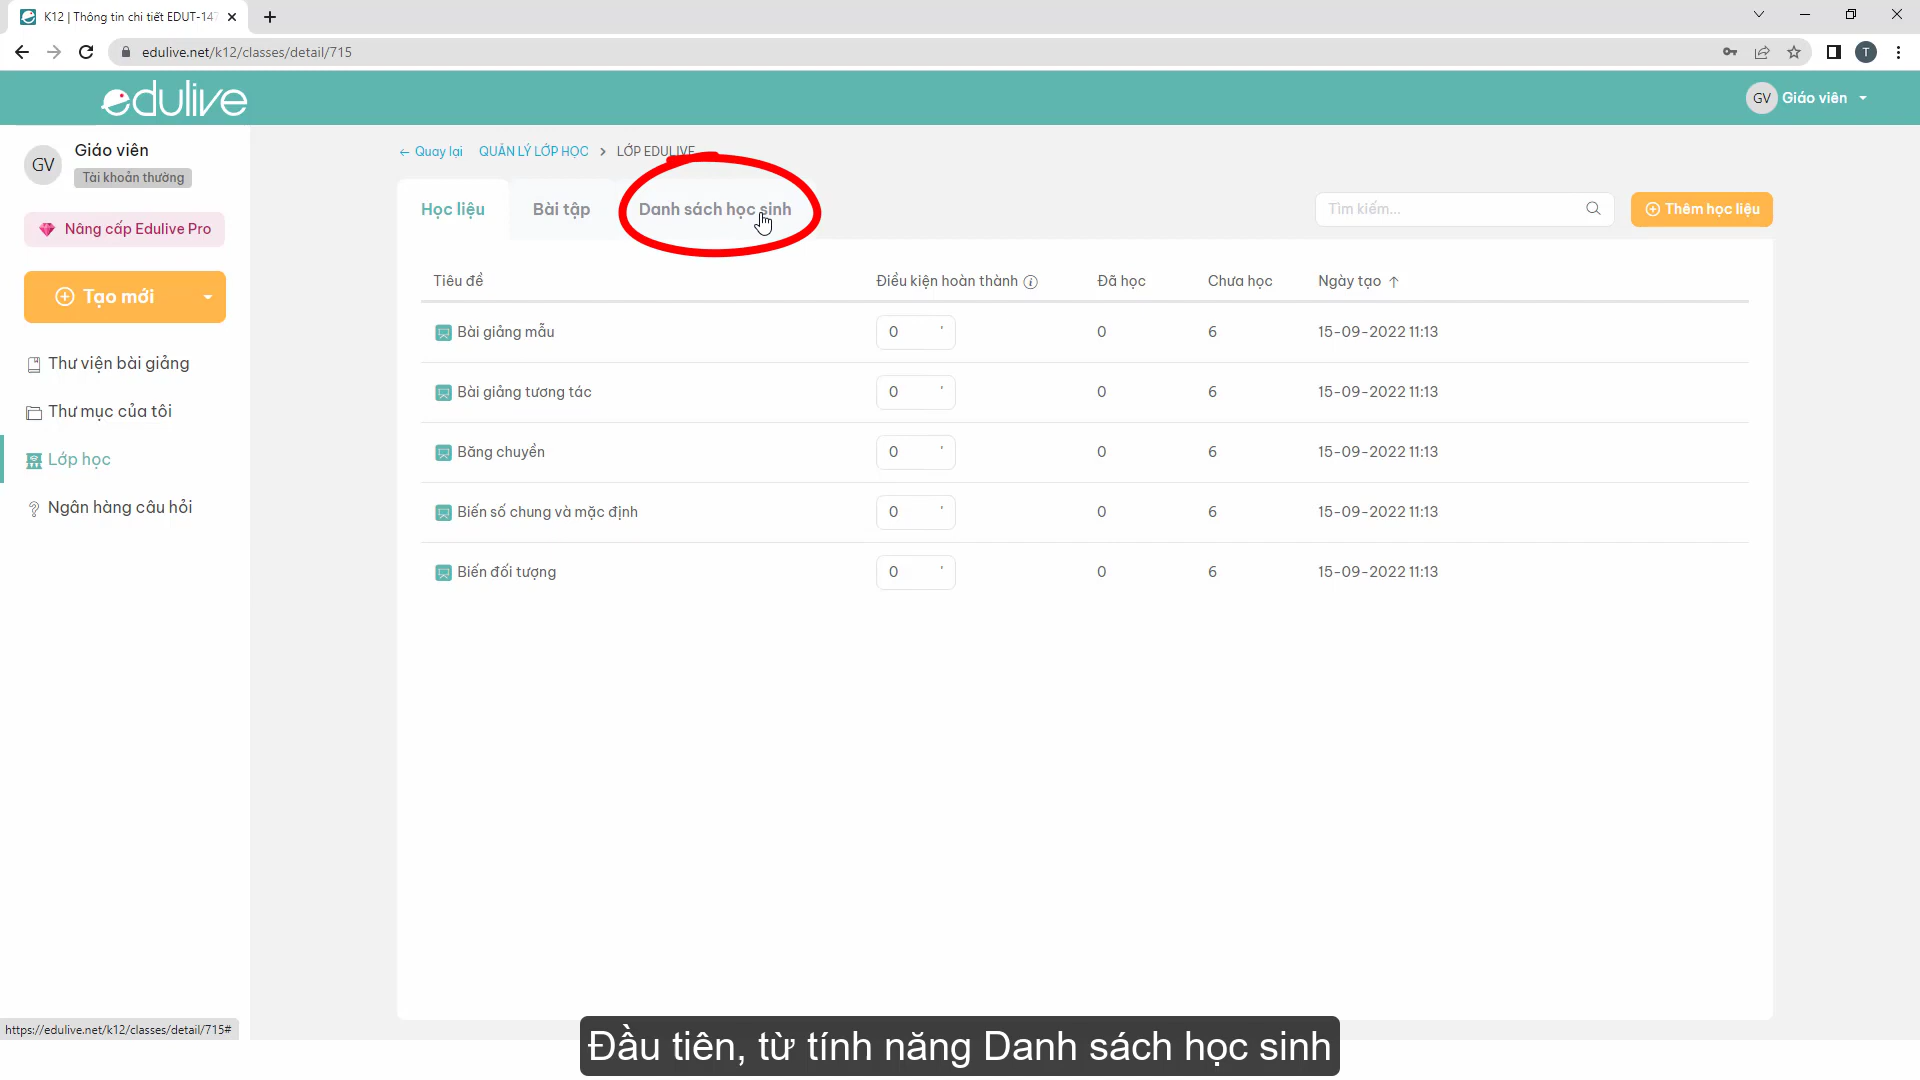 K12 | Thông tin chi tiết EDUT-147
edulive.net/k12/classes/detail/715
T
edulive
GV Giáo viên
GV
Giáo viên
Tài khoản thường
Nâng cấp Edulive Pro
Tạo mới
Thư viện bài giảng
Thư mục của tôi
Lớp học
Ngân hàng câu hỏi
← Quay lại QUẢN LÝ LỚP HỌC > LỚP EDULIVE
Học liệu Bài tập Danh sách học sinh
Tìm kiếm...
Thêm học liệu
Tiêu đề Điều kiện hoàn thành Đã học Chưa học Ngày tạo ↑
Bài giảng mẫu 0 ' 0 6 15-09-2022 11:13
Bài giảng tương tác 0 ' 0 6 15-09-2022 11:13
Băng chuyền 0 ' 0 6 15-09-2022 11:13
Biến số chung và mặc định 0 ' 0 6 15-09-2022 11:13
Biến đối tượng 0 ' 0 6 15-09-2022 11:13
https://edulive.net/k12/classes/detail/715#
Đầu tiên, từ tính năng Danh sách học sinh